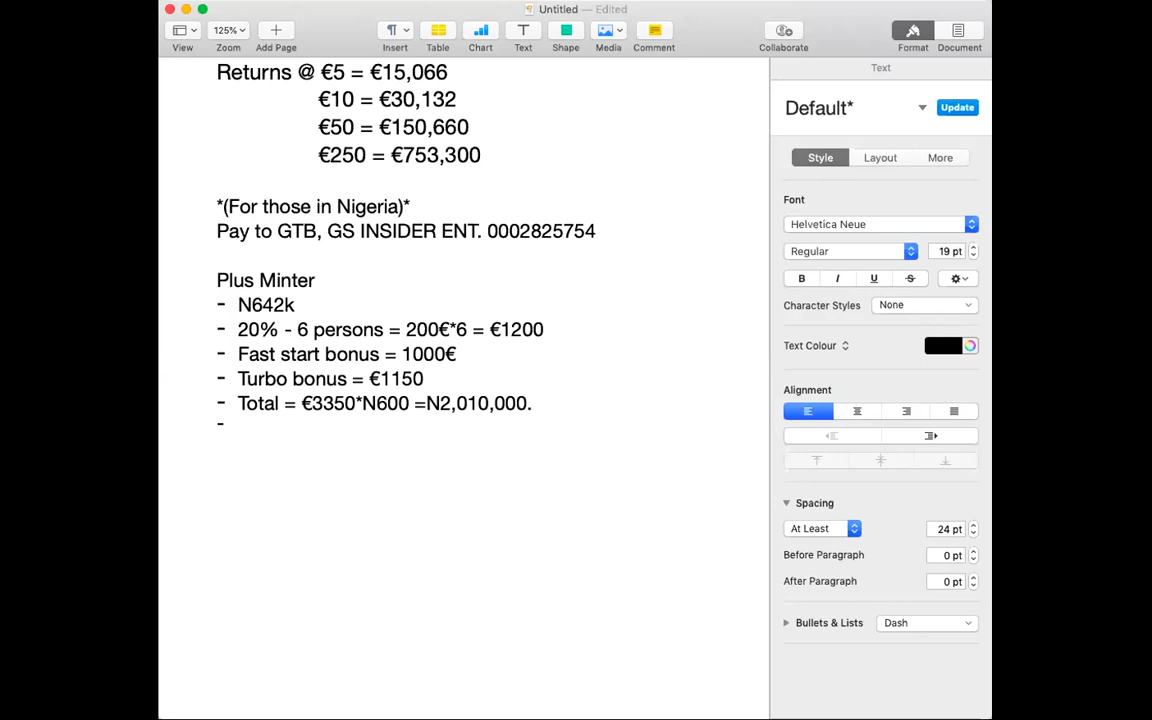 Untitled — Edited
125%
View
Zoom
Add Page
Insert
Table
Chart
Text
Shape
Media
Comment
Collaborate
Format
Document
Returns @ €5 = €15,066
€10 = €30,132
€50 = €150,660
€250 = €753,300
*(For those in Nigeria)*
Pay to GTB, GS INSIDER ENT. 0002825754
Plus Minter
- N642k
- 20% - 6 persons = 200€*6 = €1200
- Fast start bonus = 1000€
- Turbo bonus = €1150
- Total = €3350*N600 =N2,010,000.
-
Text
Default*
Update
Style
Layout
More
Font
Helvetica Neue
Regular
19 pt
B I U S
Character Styles
None
Text Colour
Alignment
Spacing
At Least
24 pt
Before Paragraph
0 pt
After Paragraph
0 pt
Bullets & Lists
Dash